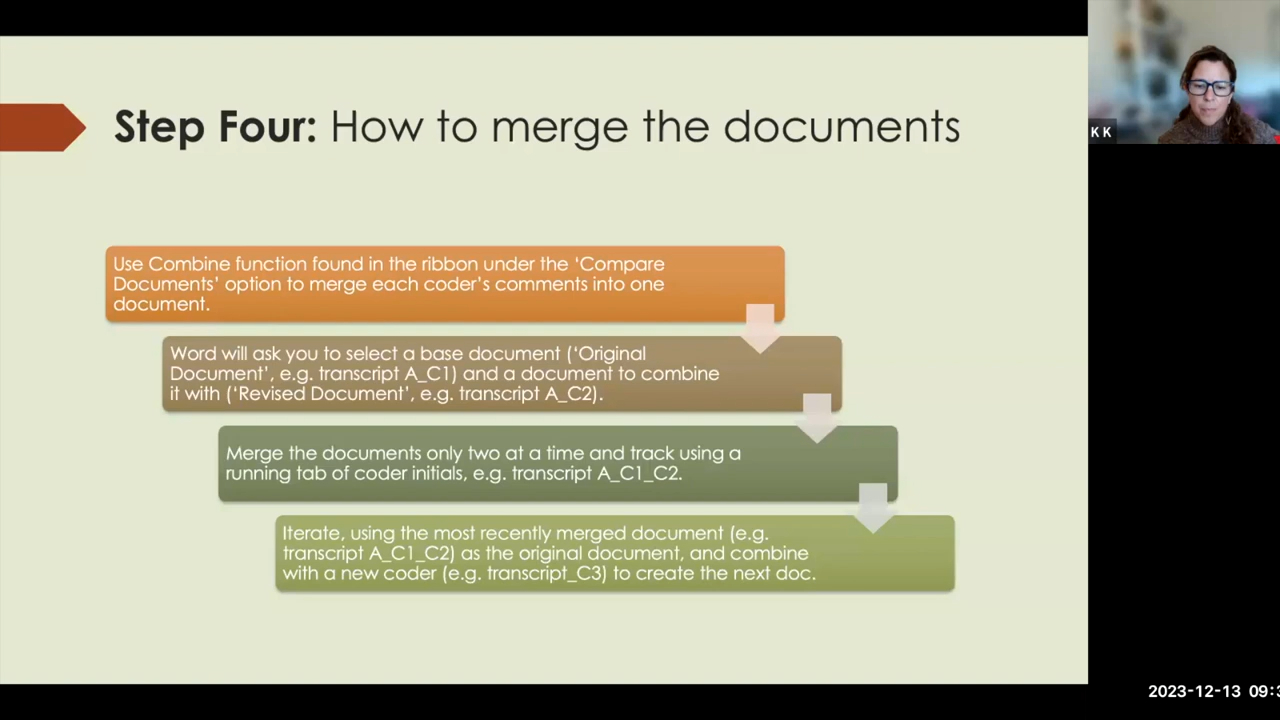 Step Four: How to merge the documents
Use Combine function found in the ribbon under the ‘Compare
Documents’ option to merge each coder’s comments into one
document.
Word will ask you to select a base document (‘Original
Document’, e.g. transcript A_C1) and a document to combine
it with (‘Revised Document’, e.g. transcript A_C2).
Merge the documents only two at a time and track using a
running tab of coder initials, e.g. transcript A_C1_C2.
Iterate, using the most recently merged document (e.g.
transcript A_C1_C2) as the original document, and combine
with a new coder (e.g. transcript_C3) to create the next doc.
K K
2023-12-13 09:3